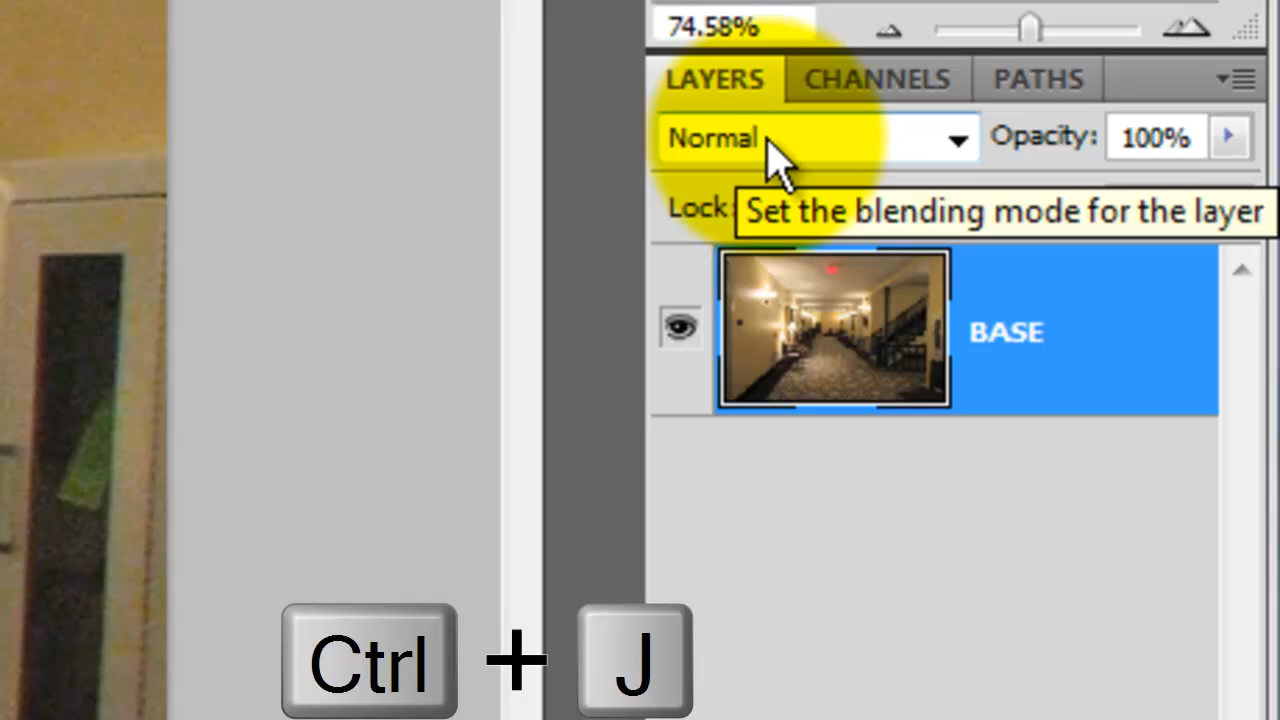 74.58%
LAYERS CHANNELS PATHS
Normal Opacity: 100%
Lock:
Set the blending mode for the layer
BASE
Ctrl + J